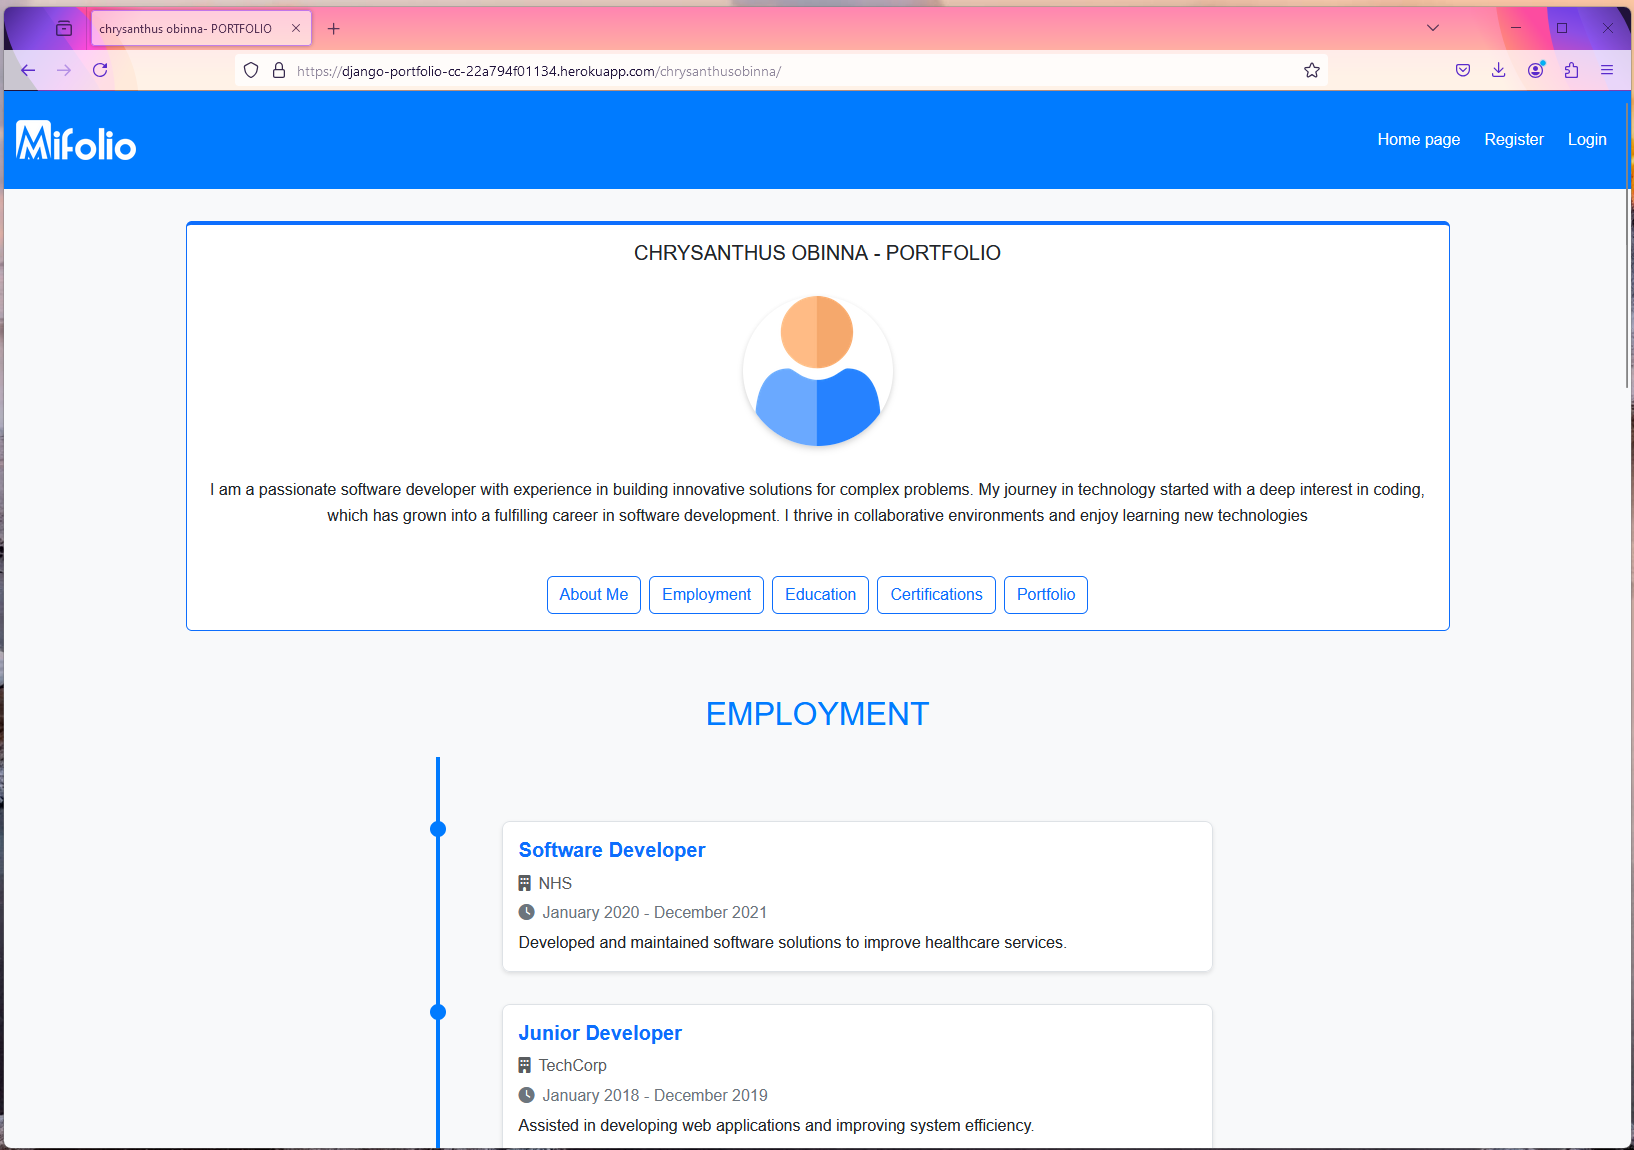 chrysanthus obinna- PORTFOLIO
https://django-portfolio-cc-22a794f01134.herokuapp.com/chrysanthusobinna/
Mifolio
Home page Register Login
CHRYSANTHUS OBINNA - PORTFOLIO
I am a passionate software developer with experience in building innovative solutions for complex problems. My journey in technology started with a deep interest in coding,
which has grown into a fulfilling career in software development. I thrive in collaborative environments and enjoy learning new technologies
About Me Employment Education Certifications Portfolio
EMPLOYMENT
Software Developer
NHS
January 2020 - December 2021
Developed and maintained software solutions to improve healthcare services.
Junior Developer
TechCorp
January 2018 - December 2019
Assisted in developing web applications and improving system efficiency.